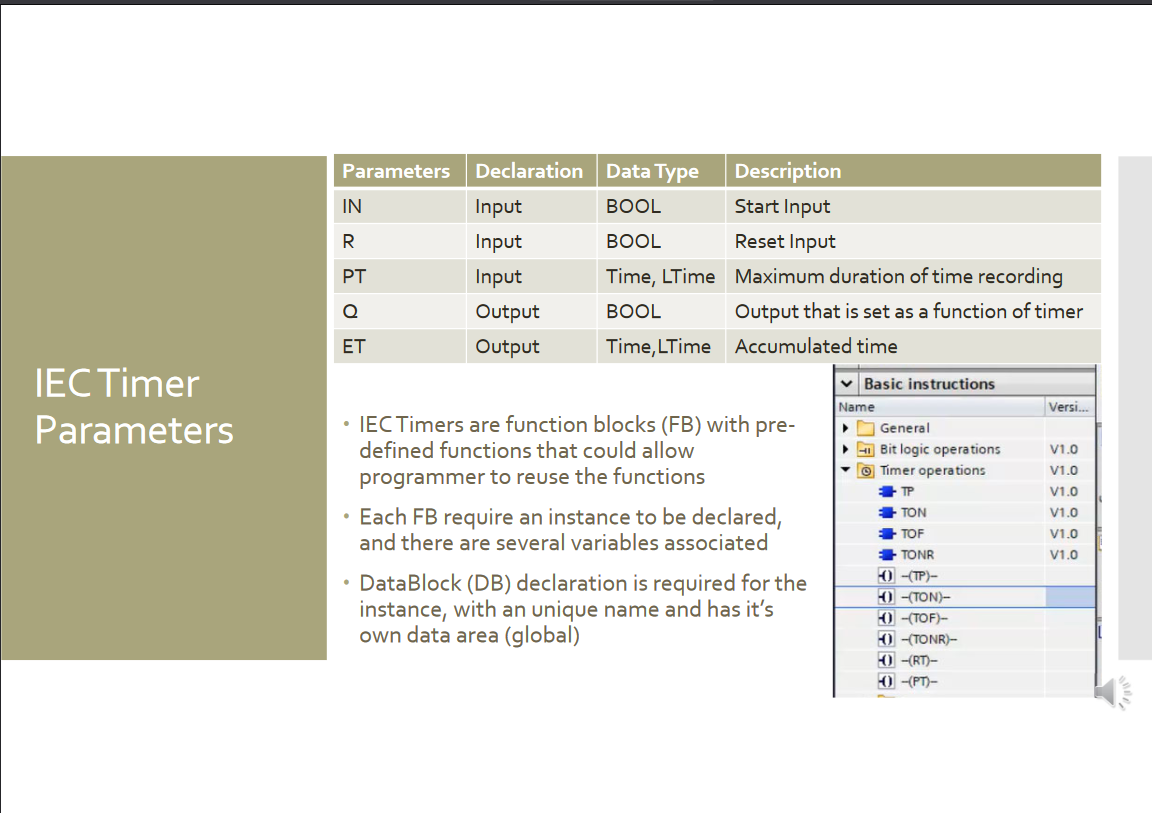 IEC Timer
Parameters
Parameters Declaration Data Type Description
IN Input BOOL Start Input
R Input BOOL Reset Input
PT Input Time, LTime Maximum duration of time recording
Q Output BOOL Output that is set as a function of timer
ET Output Time,LTime Accumulated time
• IEC Timers are function blocks (FB) with pre-
defined functions that could allow
programmer to reuse the functions
• Each FB require an instance to be declared,
and there are several variables associated
• DataBlock (DB) declaration is required for the
instance, with an unique name and has it's
own data area (global)
Basic instructions
Name Versi...
General
Bit logic operations V1.0
Timer operations V1.0
TP V1.0
TON V1.0
TOF V1.0
TONR V1.0
–(TP)–
–(TON)–
–(TOF)–
–(TONR)–
–(RT)–
–(PT)–